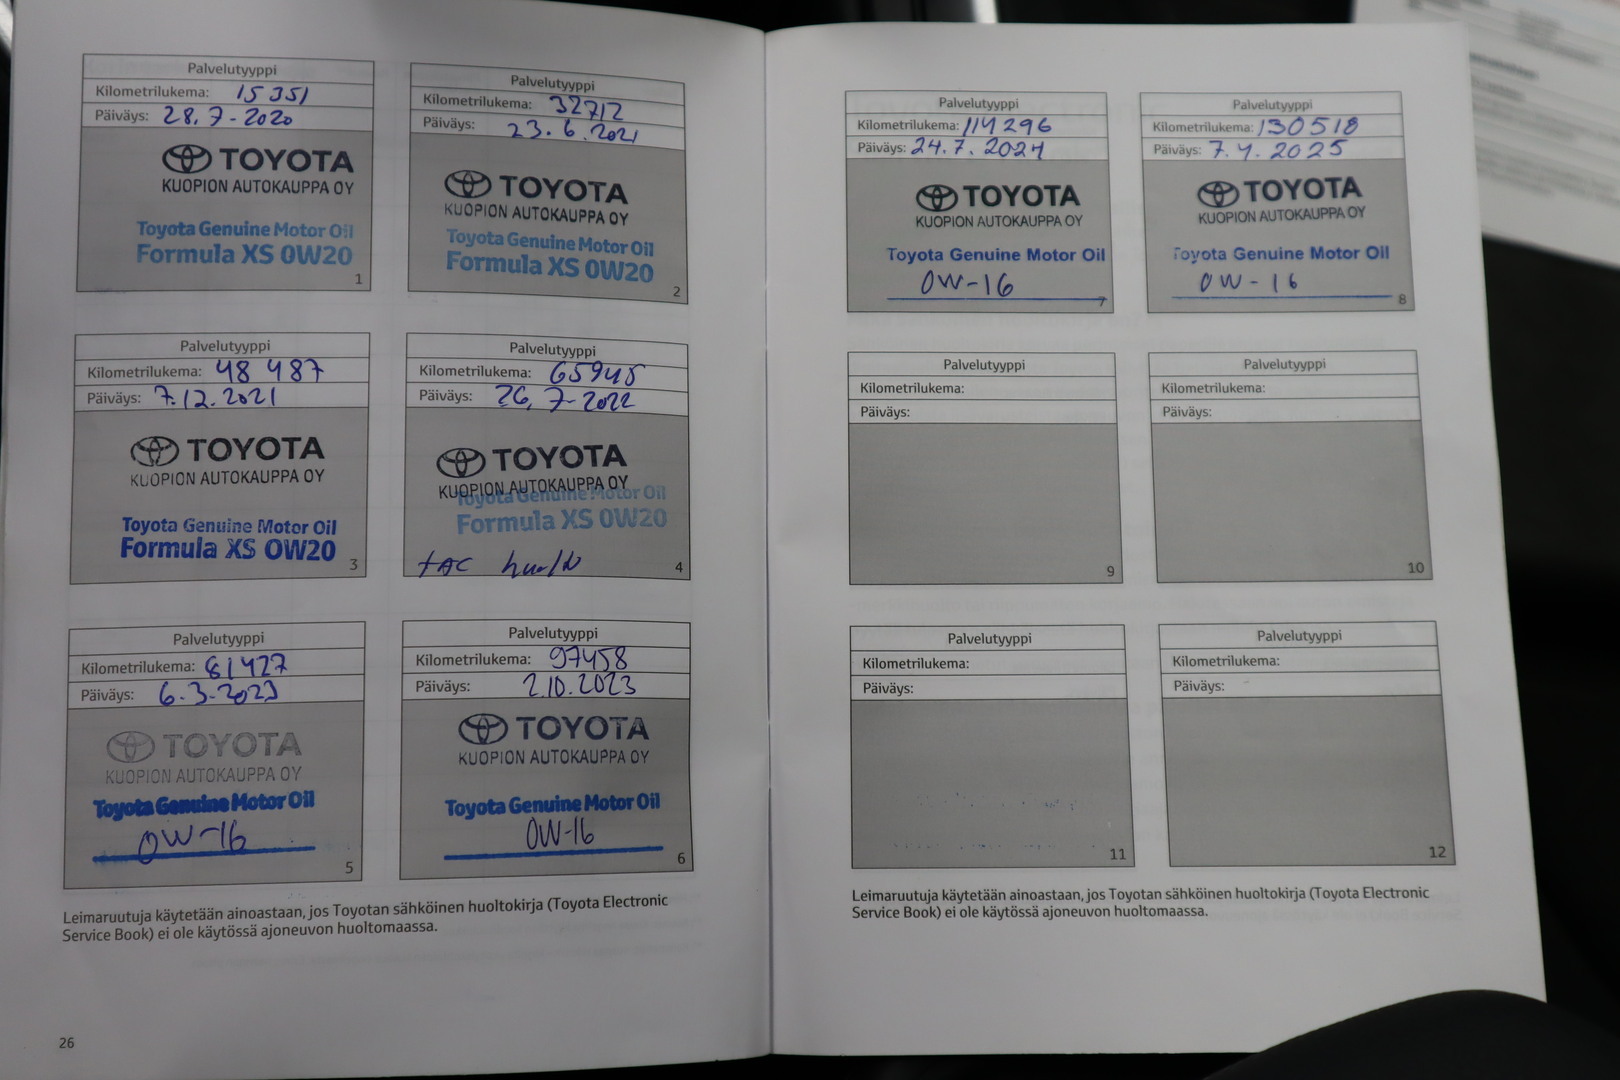 Palvelutyyppi
Kilometrilukema: 15 351
Päiväys: 28.7-2020
TOYOTA
KUOPION AUTOKAUPPA OY
Toyota Genuine Motor Oil
Formula XS 0W20
1
Palvelutyyppi
Kilometrilukema: 32712
Päiväys: 23.6.2021
TOYOTA
KUOPION AUTOKAUPPA OY
Toyota Genuine Motor Oil
Formula XS 0W20
2
Palvelutyyppi
Kilometrilukema: 48 487
Päiväys: 7.12.2021
TOYOTA
KUOPION AUTOKAUPPA OY
Toyota Genuine Motor Oil
Formula XS 0W20
3
Palvelutyyppi
Kilometrilukema: 65945
Päiväys: 26,7-2022
TOYOTA
KUOPION AUTOKAUPPA OY
Toyota Genuine Motor Oil
Formula XS 0W20
4
Palvelutyyppi
Kilometrilukema: 81427
Päiväys: 6-3-2023
TOYOTA
KUOPION AUTOKAUPPA OY
Toyota Genuine Motor Oil
0W-16
5
Palvelutyyppi
Kilometrilukema: 97458
Päiväys: 2.10.2023
TOYOTA
KUOPION AUTOKAUPPA OY
Toyota Genuine Motor Oil
0W-16
6
Leimaruutuja käytetään ainoastaan, jos Toyotan sähköinen huoltokirja (Toyota Electronic
Service Book) ei ole käytössä ajoneuvon huoltomaassa.
26
Palvelutyyppi
Kilometrilukema: 114296
Päiväys: 24.7.2024
TOYOTA
KUOPION AUTOKAUPPA OY
Toyota Genuine Motor Oil
0W-16
7
Palvelutyyppi
Kilometrilukema: 130518
Päiväys: 7.4.2025
TOYOTA
KUOPION AUTOKAUPPA OY
Toyota Genuine Motor Oil
0W-16
8
Palvelutyyppi
Kilometrilukema:
Päiväys:
9
Palvelutyyppi
Kilometrilukema:
Päiväys:
10
Palvelutyyppi
Kilometrilukema:
Päiväys:
11
Palvelutyyppi
Kilometrilukema:
Päiväys:
12
Leimaruutuja käytetään ainoastaan, jos Toyotan sähköinen huoltokirja (Toyota Electronic
Service Book) ei ole käytössä ajoneuvon huoltomaassa.